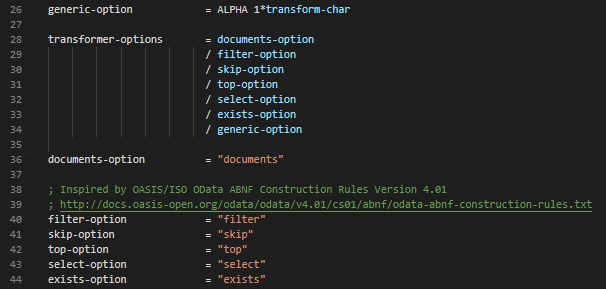 26 generic-option = ALPHA 1*transform-char
27
28 transformer-options = documents-option
29 / filter-option
30 / skip-option
31 / top-option
32 / select-option
33 / exists-option
34 / generic-option
35
36 documents-option = "documents"
37
38 ; Inspired by OASIS/ISO OData ABNF Construction Rules Version 4.01
39 ; http://docs.oasis-open.org/odata/odata/v4.01/cs01/abnf/odata-abnf-construction-rules.txt
40 filter-option = "filter"
41 skip-option = "skip"
42 top-option = "top"
43 select-option = "select"
44 exists-option = "exists"